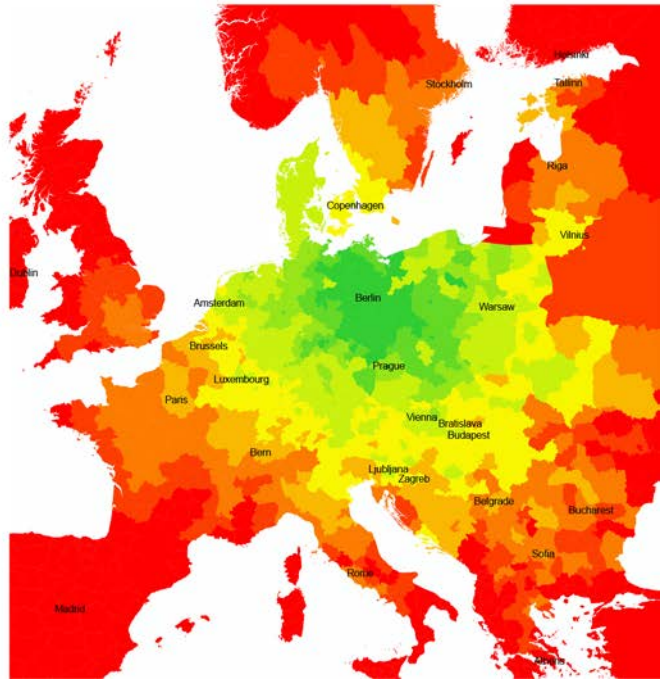 Helsinki
Tallinn
Stockholm
Riga
Copenhagen
Vilnius
Dublin
Berlin
Amsterdam
Warsaw
Brussels
Prague
Luxembourg
Paris
Vienna
Bratislava
Budapest
Bern
Ljubljana
Zagreb
Belgrade
Bucharest
Sofia
Rome
Madrid
Athens